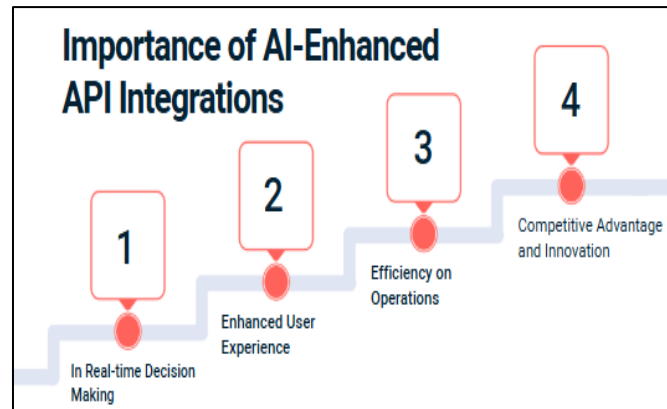 Importance of AI-Enhanced
API Integrations
1
In Real-time Decision
Making
2
Enhanced User
Experience
3
Efficiency on
Operations
4
Competitive Advantage
and Innovation